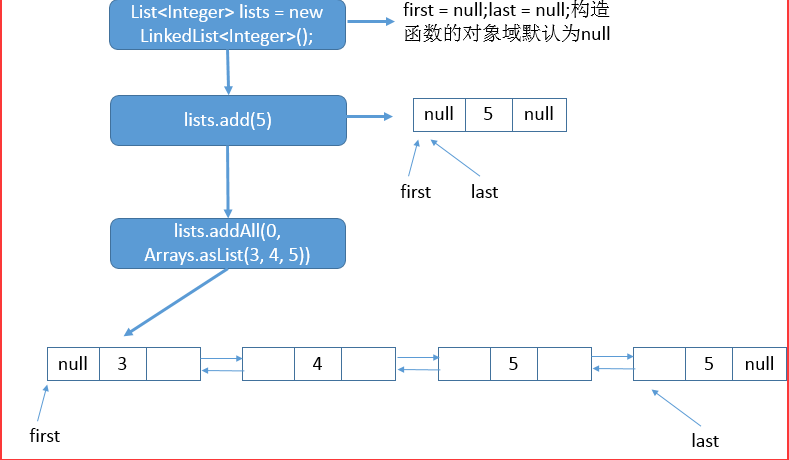 List<Integer> lists = new
LinkedList<Integer>();
first = null;last = null;构造
函数的对象域默认为null
lists.add(5)
null 5 null
first last
lists.addAll(0,
Arrays.asList(3, 4, 5))
null 3 4 5 5 null
first
last